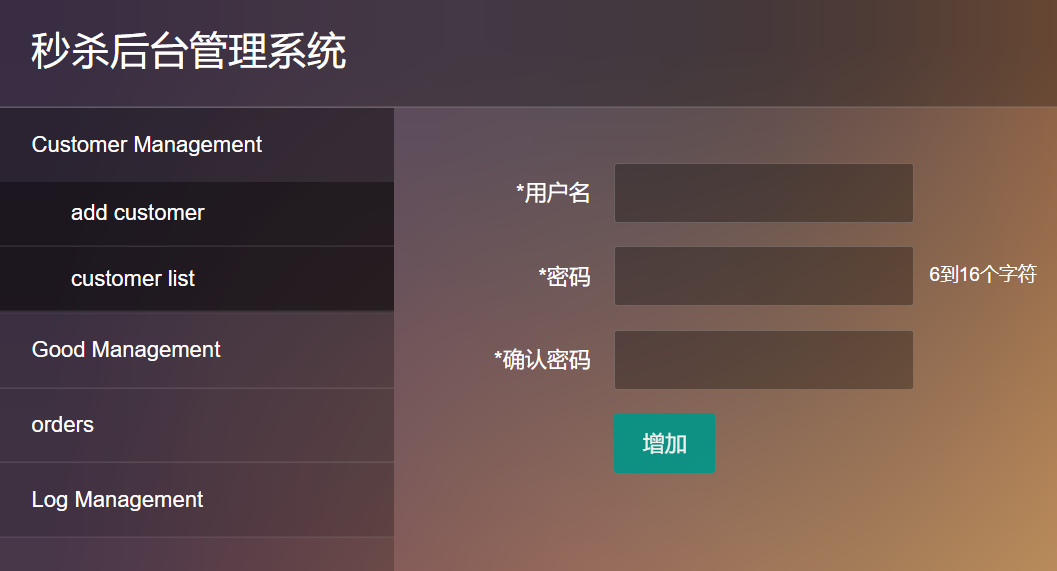 秒杀后台管理系统
Customer Management
add customer
customer list
Good Management
orders
Log Management
*用户名
*密码
6到16个字符
*确认密码
增加